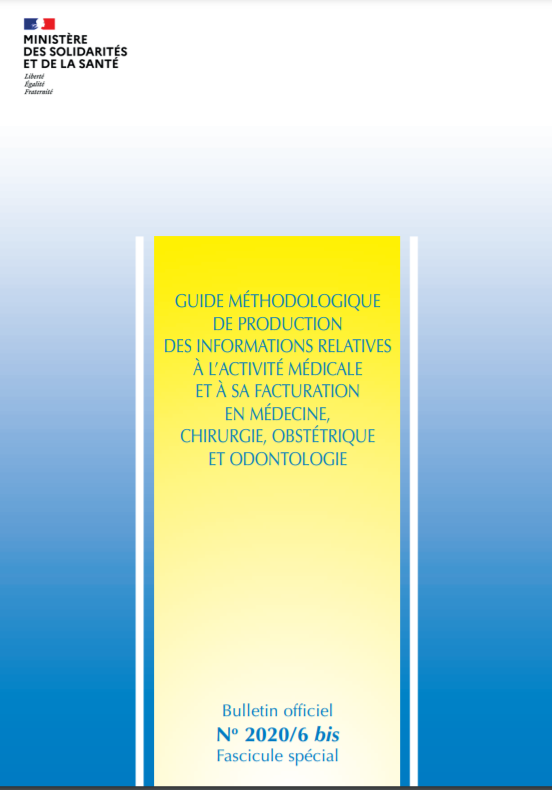 MINISTÈRE
DES SOLIDARITÉS
ET DE LA SANTÉ
Liberté
Égalité
Fraternité
GUIDE MÉTHODOLOGIQUE
DE PRODUCTION
DES INFORMATIONS RELATIVES
À L’ACTIVITÉ MÉDICALE
ET À SA FACTURATION
EN MÉDECINE,
CHIRURGIE, OBSTÉTRIQUE
ET ODONTOLOGIE
Bulletin officiel
Nº 2020/6 bis
Fascicule spécial